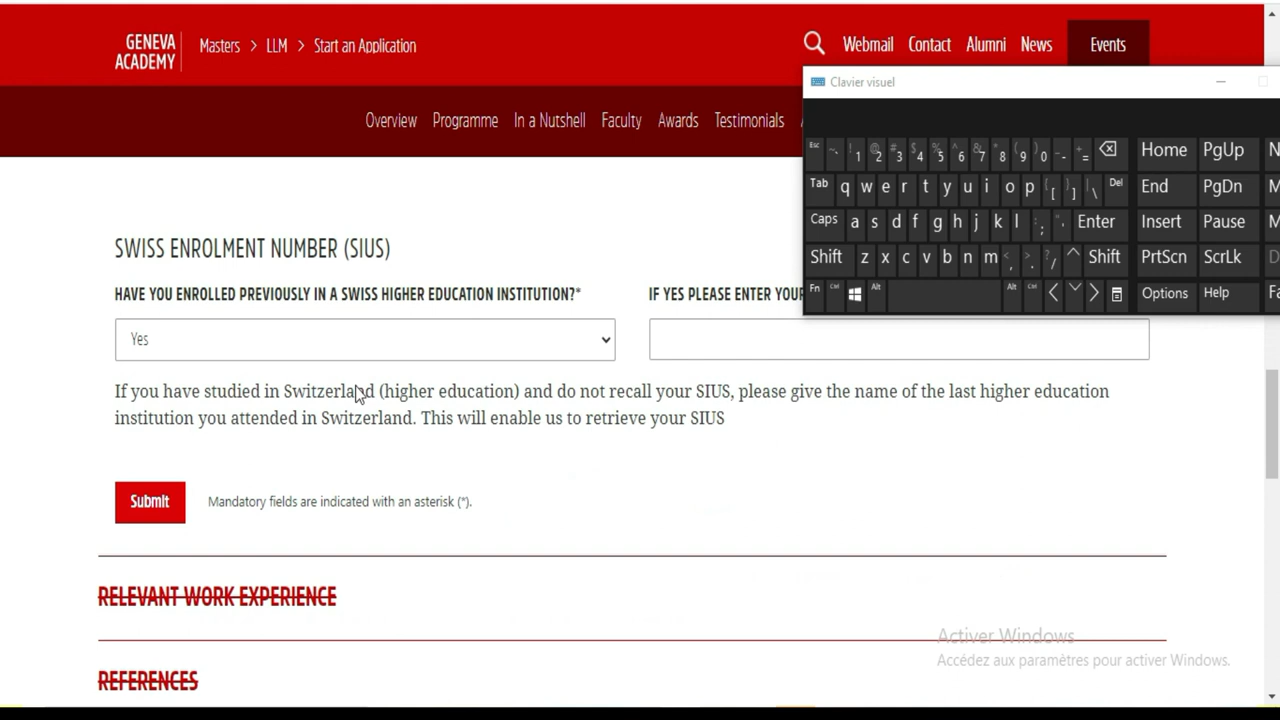 GENEVA
ACADEMY
Masters > LLM > Start an Application
Webmail Contact Alumni News Events
Overview Programme In a Nutshell Faculty Awards Testimonials
Clavier visuel
Esc ~ ` ! 1 @ 2 # 3 $ 4 % 5 ^ 6 & 7 * 8 ( 9 ) 0 _ - + = Home PgUp
Tab q w e r t y u i o p { [ } ] | \ Del End PgDn
Caps a s d f g h j k l : ; " ' Enter Insert Pause
Shift z x c v b n m < , > . ? / ^ Shift PrtScn ScrLk
Fn Ctrl Alt Alt Ctrl Options Help
SWISS ENROLMENT NUMBER (SIUS)
HAVE YOU ENROLLED PREVIOUSLY IN A SWISS HIGHER EDUCATION INSTITUTION?* IF YES PLEASE ENTER YOUR
Yes
If you have studied in Switzerland (higher education) and do not recall your SIUS, please give the name of the last higher education
institution you attended in Switzerland. This will enable us to retrieve your SIUS
Submit Mandatory fields are indicated with an asterisk (*).
RELEVANT WORK EXPERIENCE
REFERENCES
Activer Windows
Accédez aux paramètres pour activer Windows.